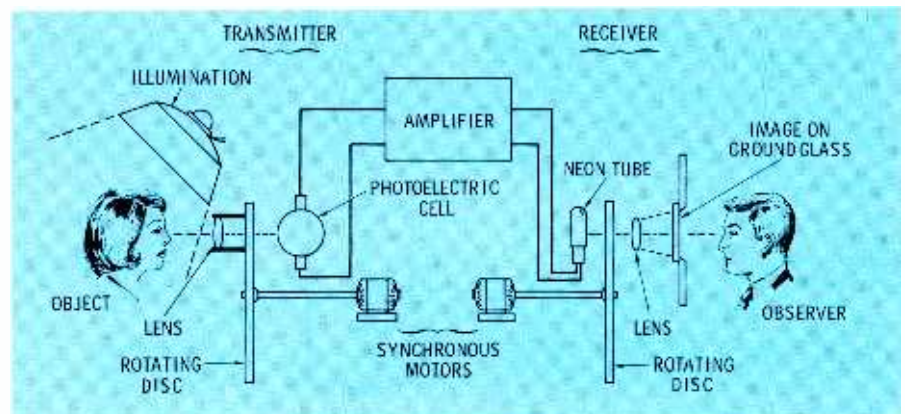 TRANSMITTER
RECEIVER
ILLUMINATION
AMPLIFIER
IMAGE ON
GROUND GLASS
NEON TUBE
PHOTOELECTRIC
CELL
OBJECT
LENS
ROTATING
DISC
SYNCHRONOUS
MOTORS
LENS
OBSERVER
ROTATING
DISC